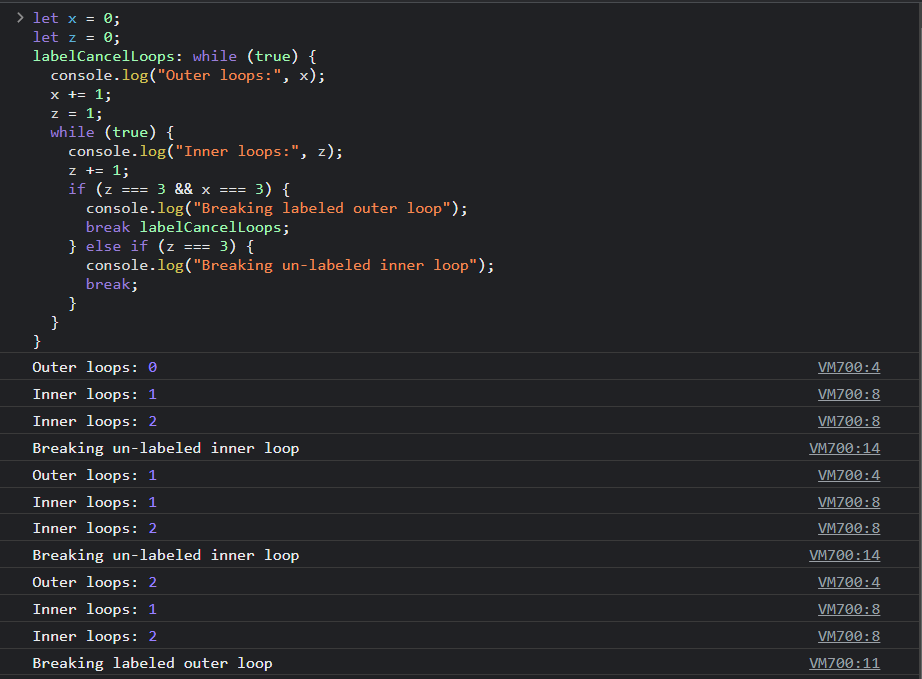 let x = 0;
let z = 0;
labelCancelLoops: while (true) {
  console.log("Outer loops:", x);
  x += 1;
  z = 1;
  while (true) {
    console.log("Inner loops:", z);
    z += 1;
    if (z === 3 && x === 3) {
      console.log("Breaking labeled outer loop");
      break labelCancelLoops;
    } else if (z === 3) {
      console.log("Breaking un-labeled inner loop");
      break;
    }
  }
}
Outer loops: 0 VM700:4
Inner loops: 1 VM700:8
Inner loops: 2 VM700:8
Breaking un-labeled inner loop VM700:14
Outer loops: 1 VM700:4
Inner loops: 1 VM700:8
Inner loops: 2 VM700:8
Breaking un-labeled inner loop VM700:14
Outer loops: 2 VM700:4
Inner loops: 1 VM700:8
Inner loops: 2 VM700:8
Breaking labeled outer loop VM700:11